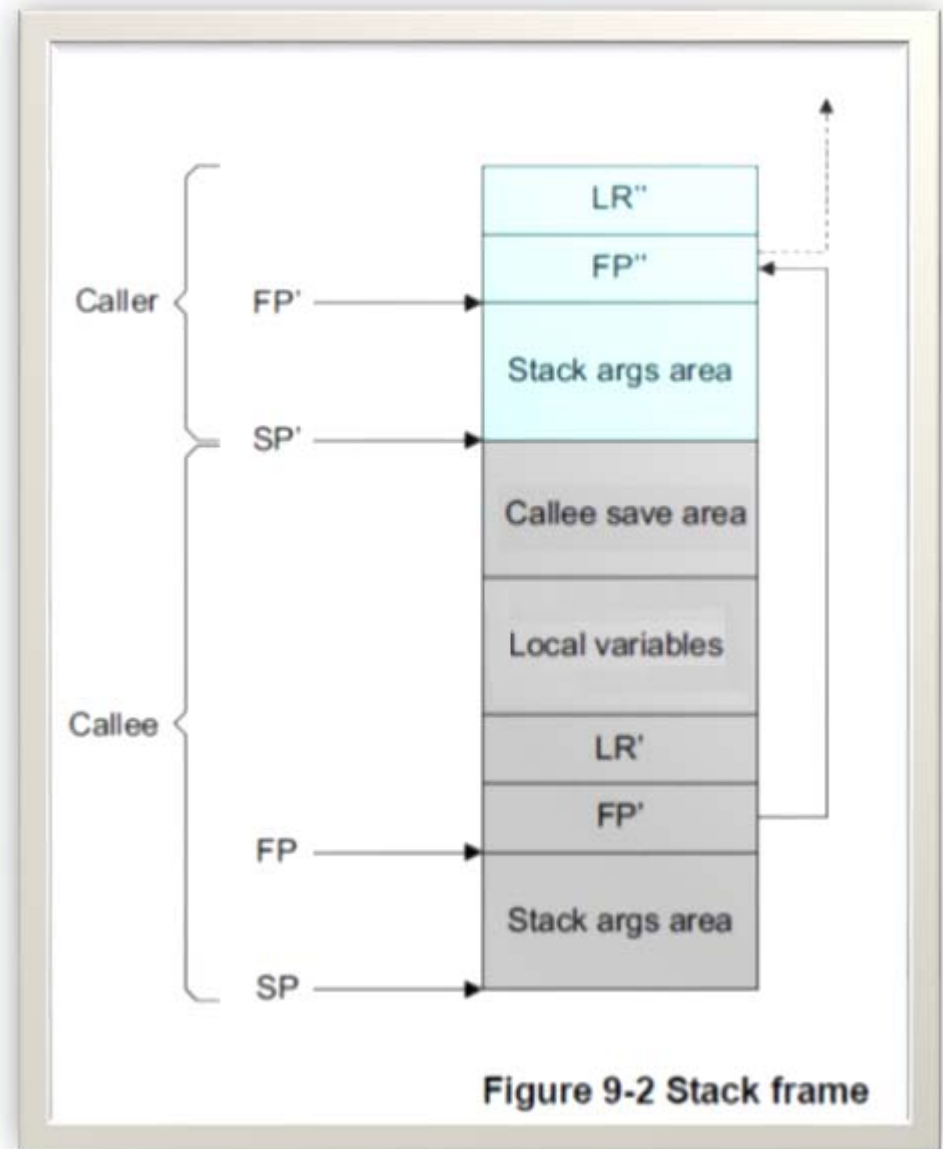 LR”
FP”
Caller
FP’
Stack args area
SP’
Callee save area
Local variables
Callee
LR’
FP’
FP
Stack args area
SP
Figure 9-2 Stack frame